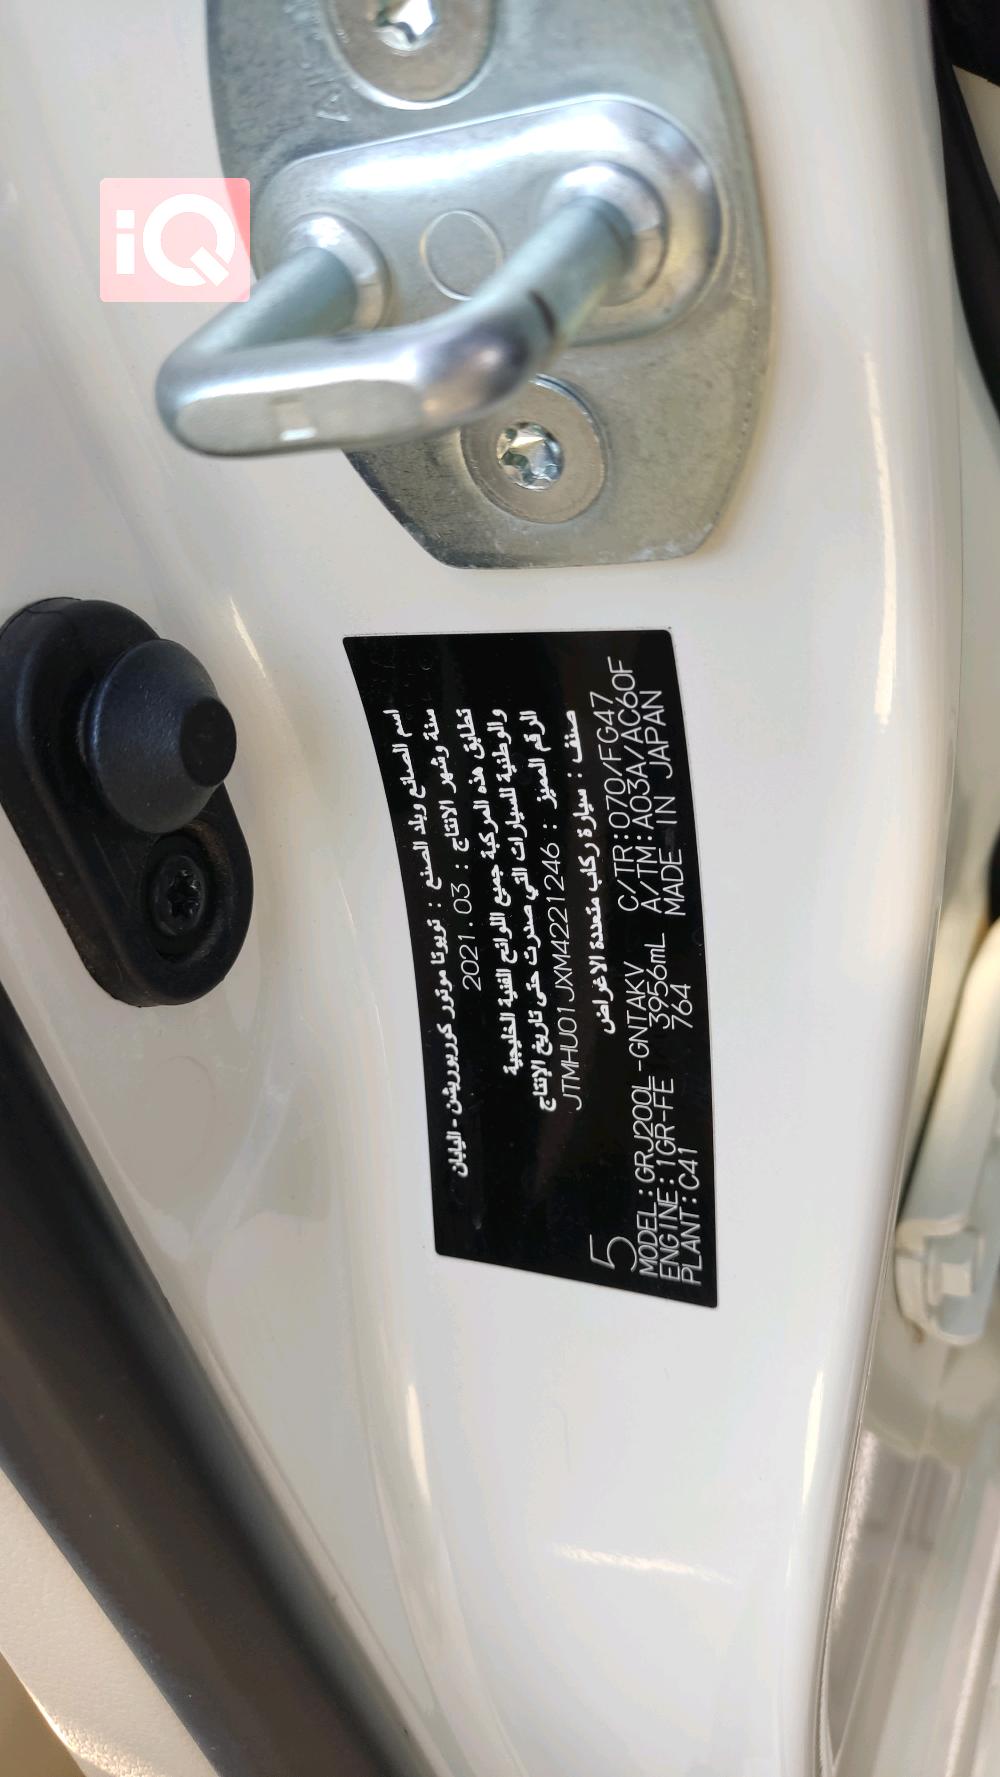 iQ
اسم الصانع وبلد الصنع : تويوتا موتور كوربوريشن - اليابان
سنة وشهر الانتاج : 2021.03
تطابق هذه المركبة جميع اللوائح الفنية الخليجية
والوطنية للسيارات التي صدرت حتى تاريخ الإنتاج
الرقم المميز : JTMHU01JXM4221246
صنف : سيارة ركاب متعددة الاغراض
5
MODEL:GRJ200L-GNTAKV C/TR:070/FG47
ENGINE:1GR-FE 3956mL A/TM:A03A/AC60F
PLANT:C41 764 MADE IN JAPAN